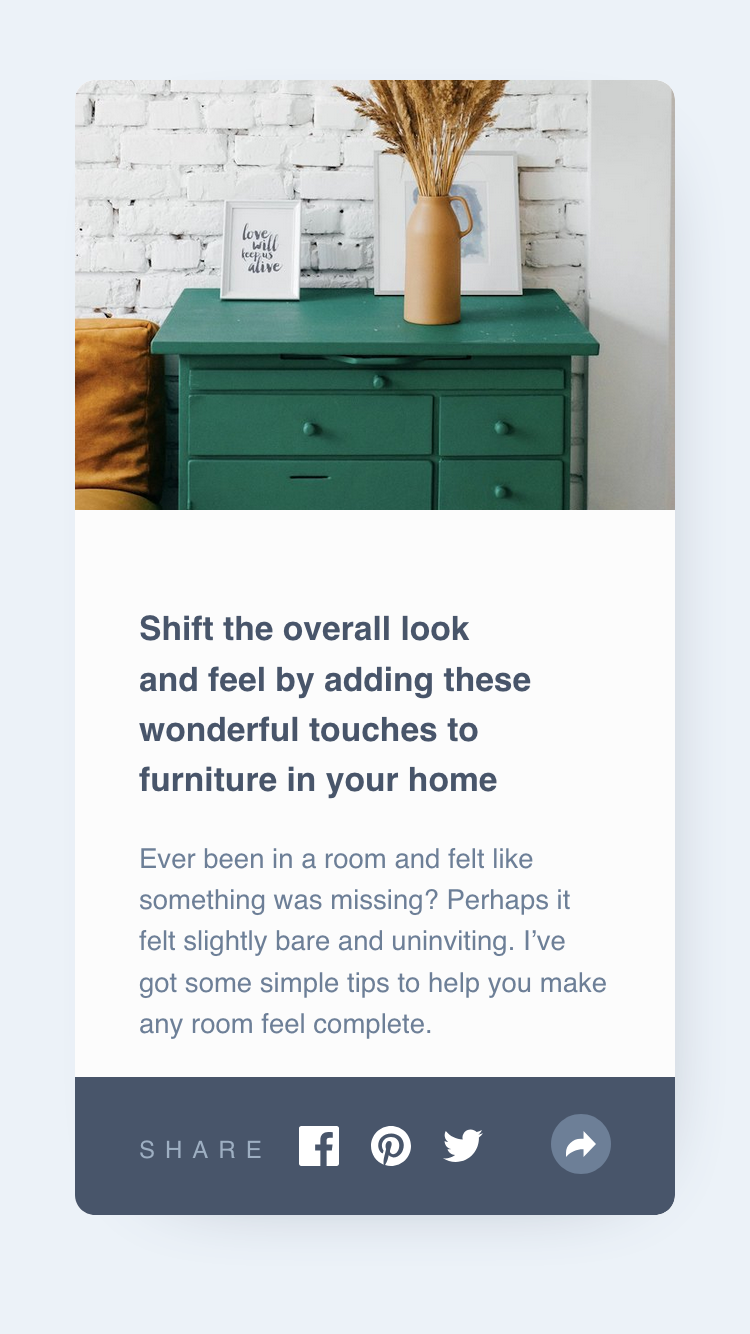 love
will
keep us
alive
Shift the overall look
and feel by adding these
wonderful touches to
furniture in your home
Ever been in a room and felt like
something was missing? Perhaps it
felt slightly bare and uninviting. I’ve
got some simple tips to help you make
any room feel complete.
SHARE